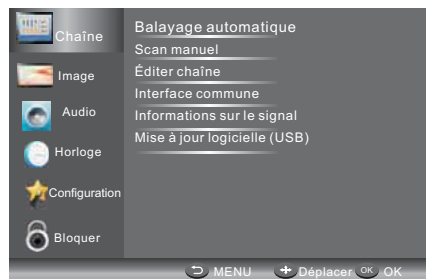 Chaîne
Image
Audio
Horloge
Configuration
Bloquer
Balayage automatique
Scan manuel
Éditer chaîne
Interface commune
Informations sur le signal
Mise à jour logicielle (USB)
MENU Déplacer OK OK